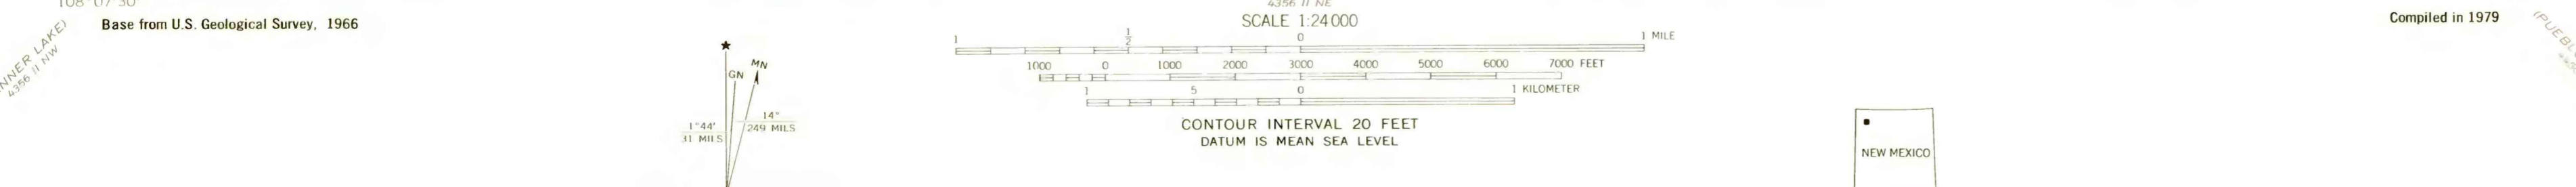 108° 07' 30"
4356 II NE
Base from U.S. Geological Survey, 1966
SCALE 1:24 000
Compiled in 1979
NNER LAKE)
4356 II NW
(PUEBL
1 1/2 0 1 MILE
1000 0 1000 2000 3000 4000 5000 6000 7000 FEET
1 5 0 1 KILOMETER
★
GN
MN
1°44'
31 MILS
14°
249 MILS
CONTOUR INTERVAL 20 FEET
DATUM IS MEAN SEA LEVEL
NEW MEXICO